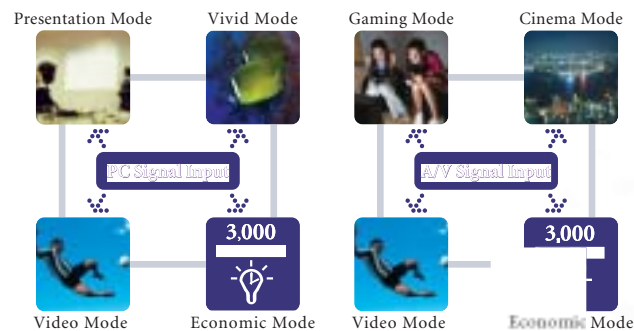 Presentation Mode
Vivid Mode
Gaming Mode
Cinema Mode
PC Signal Input
A/V Signal Input
3,000
3,000
Video Mode
Economic Mode
Video Mode
Economic Mode